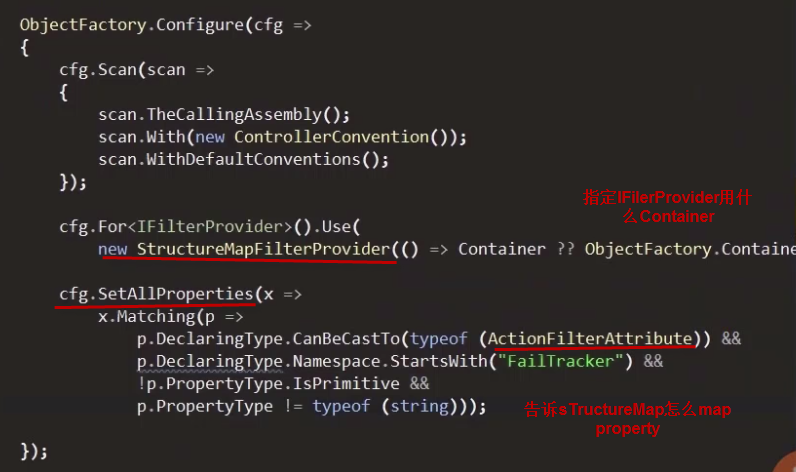 ObjectFactory.Configure(cfg =>
{
cfg.Scan(scan =>
{
scan.TheCallingAssembly();
scan.With(new ControllerConvention());
scan.WithDefaultConventions();
});
指定IFilerProvider用什
么Container
cfg.For<IFilterProvider>().Use(
new StructureMapFilterProvider(() => Container ?? ObjectFactory.Containe
cfg.SetAllProperties(x =>
x.Matching(p =>
p.DeclaringType.CanBeCastTo(typeof (ActionFilterAttribute)) &&
p.DeclaringType.Namespace.StartsWith("FailTracker") &&
!p.PropertyType.IsPrimitive &&
p.PropertyType != typeof (string)));
告诉sTructureMap怎么map
property
});